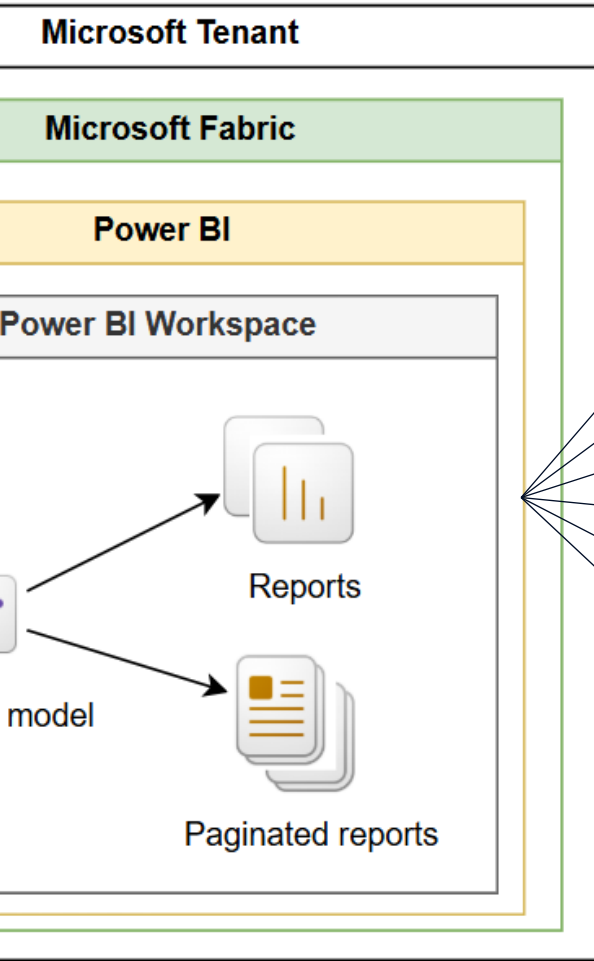 Microsoft Tenant
Microsoft Fabric
Power BI
Power BI Workspace
Reports
model
Paginated reports